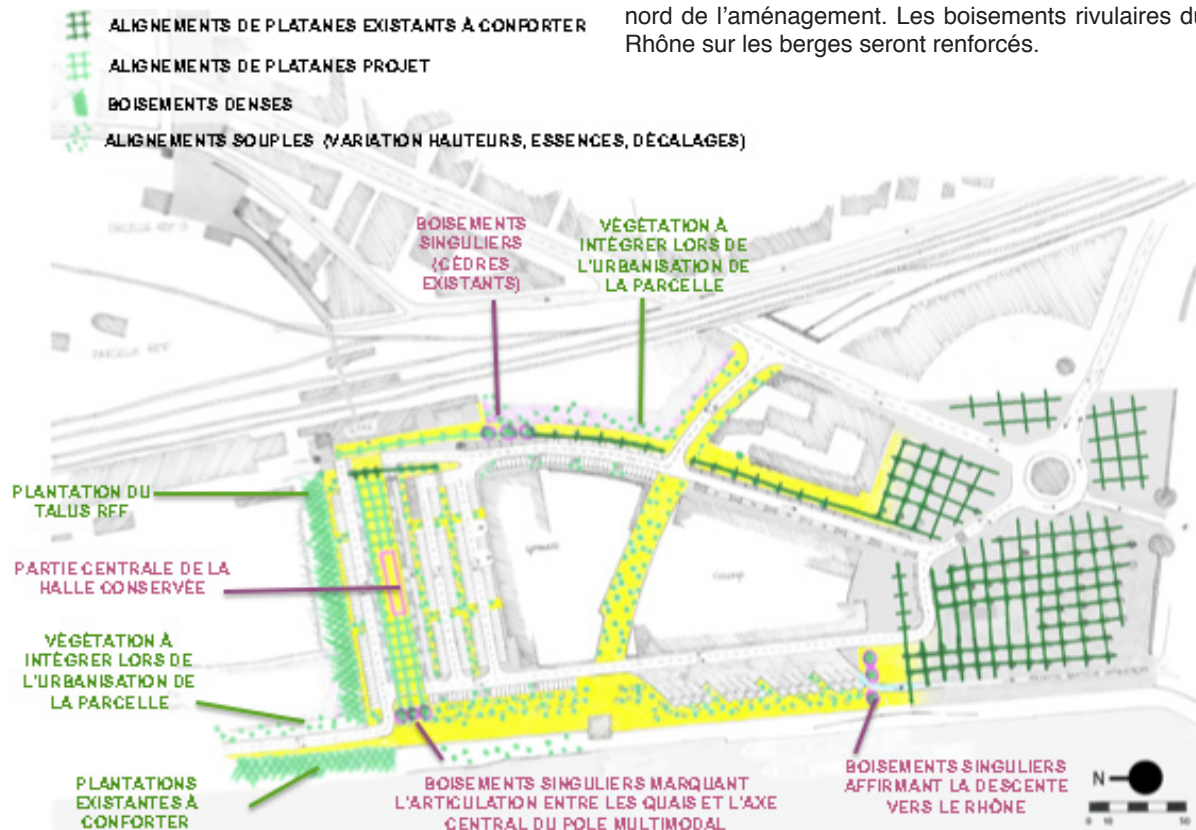 nord de l'aménagement. Les boisements rivulaires du
Rhône sur les berges seront renforcés.
ALIGNEMENTS DE PLATANES EXISTANTS À CONFORTER
ALIGNEMENTS DE PLATANES PROJET
BOISEMENTS DENSES
ALIGNEMENTS SOUPLES (VARIATION HAUTEURS, ESSENCES, DÉCALAGES)
BOISEMENTS
SINGULIERS
(CÈDRES
EXISTANTS)
VÉGÉTATION À
INTÉGRER LORS DE
L'URBANISATION DE
LA PARCELLE
PLANTATION DU
TALUS RFF
PARTIE CENTRALE DE LA
HALLE CONSERVÉE
VÉGÉTATION À
INTÉGRER LORS DE
L'URBANISATION DE
LA PARCELLE
PLANTATIONS
EXISTANTES À
CONFORTER
BOISEMENTS SINGULIERS MARQUANT
L'ARTICULATION ENTRE LES QUAIS ET L'AXE
CENTRAL DU POLE MULTIMODAL
BOISEMENTS SINGULIERS
AFFIRMANT LA DESCENTE
VERS LE RHÔNE
N
0 10 50